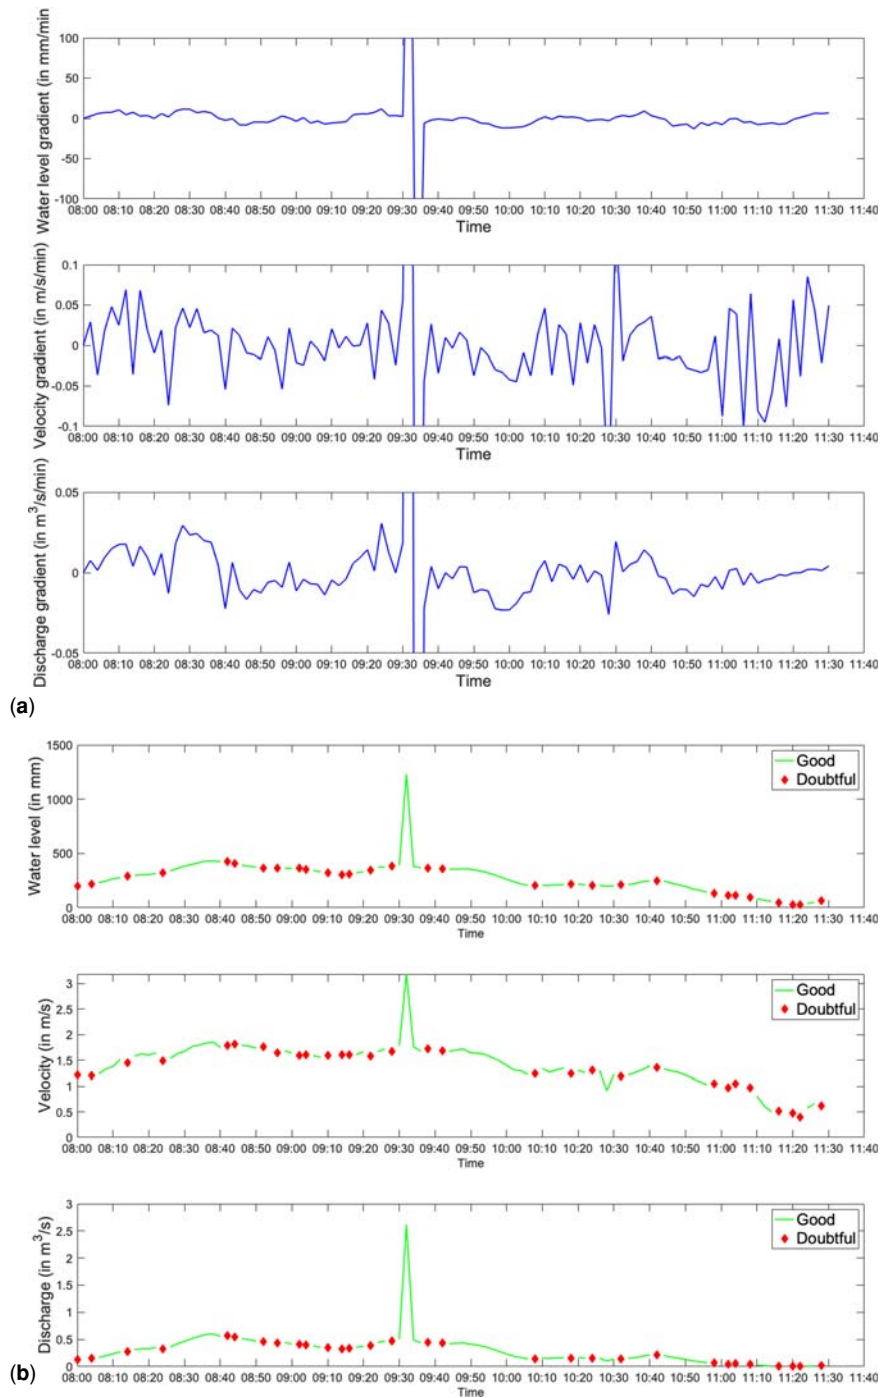 Water level gradient (in mm/min
100
50
0
-50
-100
08:00 08:10 08:20 08:30 08:40 08:50 09:00 09:10 09:20 09:30 09:40 09:50 10:00 10:10 10:20 10:30 10:40 10:50 11:00 11:10 11:20 11:30 11:40
Time
Velocity gradient (in m/s/min)
0.1
0.05
0
-0.05
-0.1
08:00 08:10 08:20 08:30 08:40 08:50 09:00 09:10 09:20 09:30 09:40 09:50 10:00 10:10 10:20 10:30 10:40 10:50 11:00 11:10 11:20 11:30 11:40
Time
Discharge gradient (in m³/s/min)
0.05
0
-0.05
08:00 08:10 08:20 08:30 08:40 08:50 09:00 09:10 09:20 09:30 09:40 09:50 10:00 10:10 10:20 10:30 10:40 10:50 11:00 11:10 11:20 11:30 11:40
Time
(a)
Water level (in mm)
1500
1000
500
0
Good
Doubtful
08:00 08:10 08:20 08:30 08:40 08:50 09:00 09:10 09:20 09:30 09:40 09:50 10:00 10:10 10:20 10:30 10:40 10:50 11:00 11:10 11:20 11:30 11:40
Time
Velocity (in m/s)
3
2.5
2
1.5
1
0.5
0
Good
Doubtful
08:00 08:10 08:20 08:30 08:40 08:50 09:00 09:10 09:20 09:30 09:40 09:50 10:00 10:10 10:20 10:30 10:40 10:50 11:00 11:10 11:20 11:30 11:40
Time
Discharge (in m³/s)
3
2.5
2
1.5
1
0.5
0
Good
Doubtful
08:00 08:10 08:20 08:30 08:40 08:50 09:00 09:10 09:20 09:30 09:40 09:50 10:00 10:10 10:20 10:30 10:40 10:50 11:00 11:10 11:20 11:30 11:40
Time
(b)